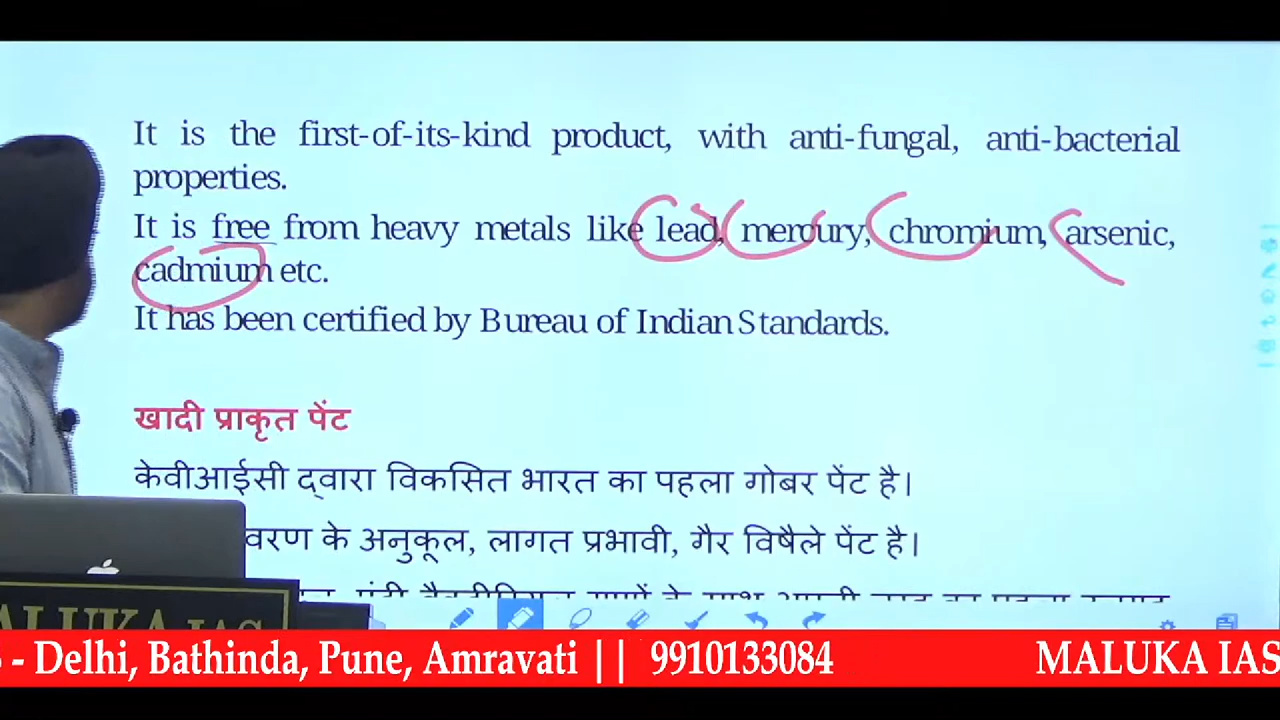 It is the first-of-its-kind product, with anti-fungal, anti-bacterial
properties.
It is free from heavy metals like lead, mercury, chromium, arsenic,
cadmium etc.
It has been certified by Bureau of Indian Standards.
खादी प्राकृत पेंट
केवीआईसी द्वारा विकसित भारत का पहला गोबर पेंट है।
वरण के अनुकूल, लागत प्रभावी, गैर विषैले पेंट है।
ALUKA IAS
- Delhi, Bathinda, Pune, Amravati || 9910133084 MALUKA IAS